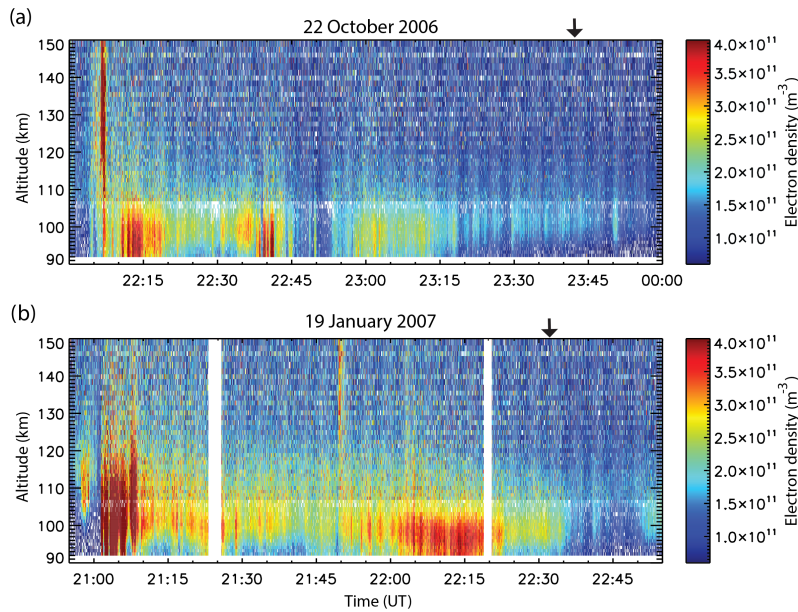 (a)
22 October 2006
Altitude (km)
150
140
130
120
110
100
90
22:15 22:30 22:45 23:00 23:15 23:30 23:45 00:00
4.0×10¹¹
3.5×10¹¹
3.0×10¹¹
2.5×10¹¹
2.0×10¹¹
1.5×10¹¹
1.0×10¹¹
Electron density (m⁻³)
(b)
19 January 2007
Altitude (km)
150
140
130
120
110
100
90
21:00 21:15 21:30 21:45 22:00 22:15 22:30 22:45
Time (UT)
4.0×10¹¹
3.5×10¹¹
3.0×10¹¹
2.5×10¹¹
2.0×10¹¹
1.5×10¹¹
1.0×10¹¹
Electron density (m⁻³)